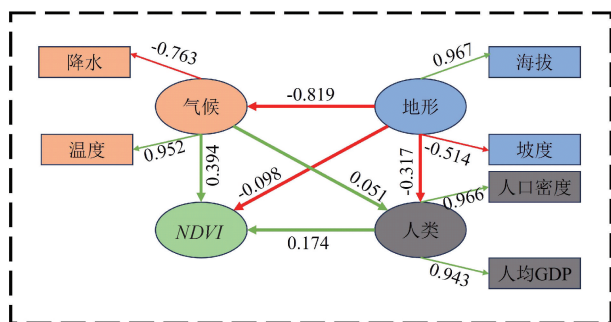 降水
-0.763
0.967
海拔
气候
-0.819
地形
温度
0.952
0.394
-0.514
坡度
-0.317
-0.098
0.051
0.966
人口密度
NDVI
0.174
人类
0.943
人均GDP